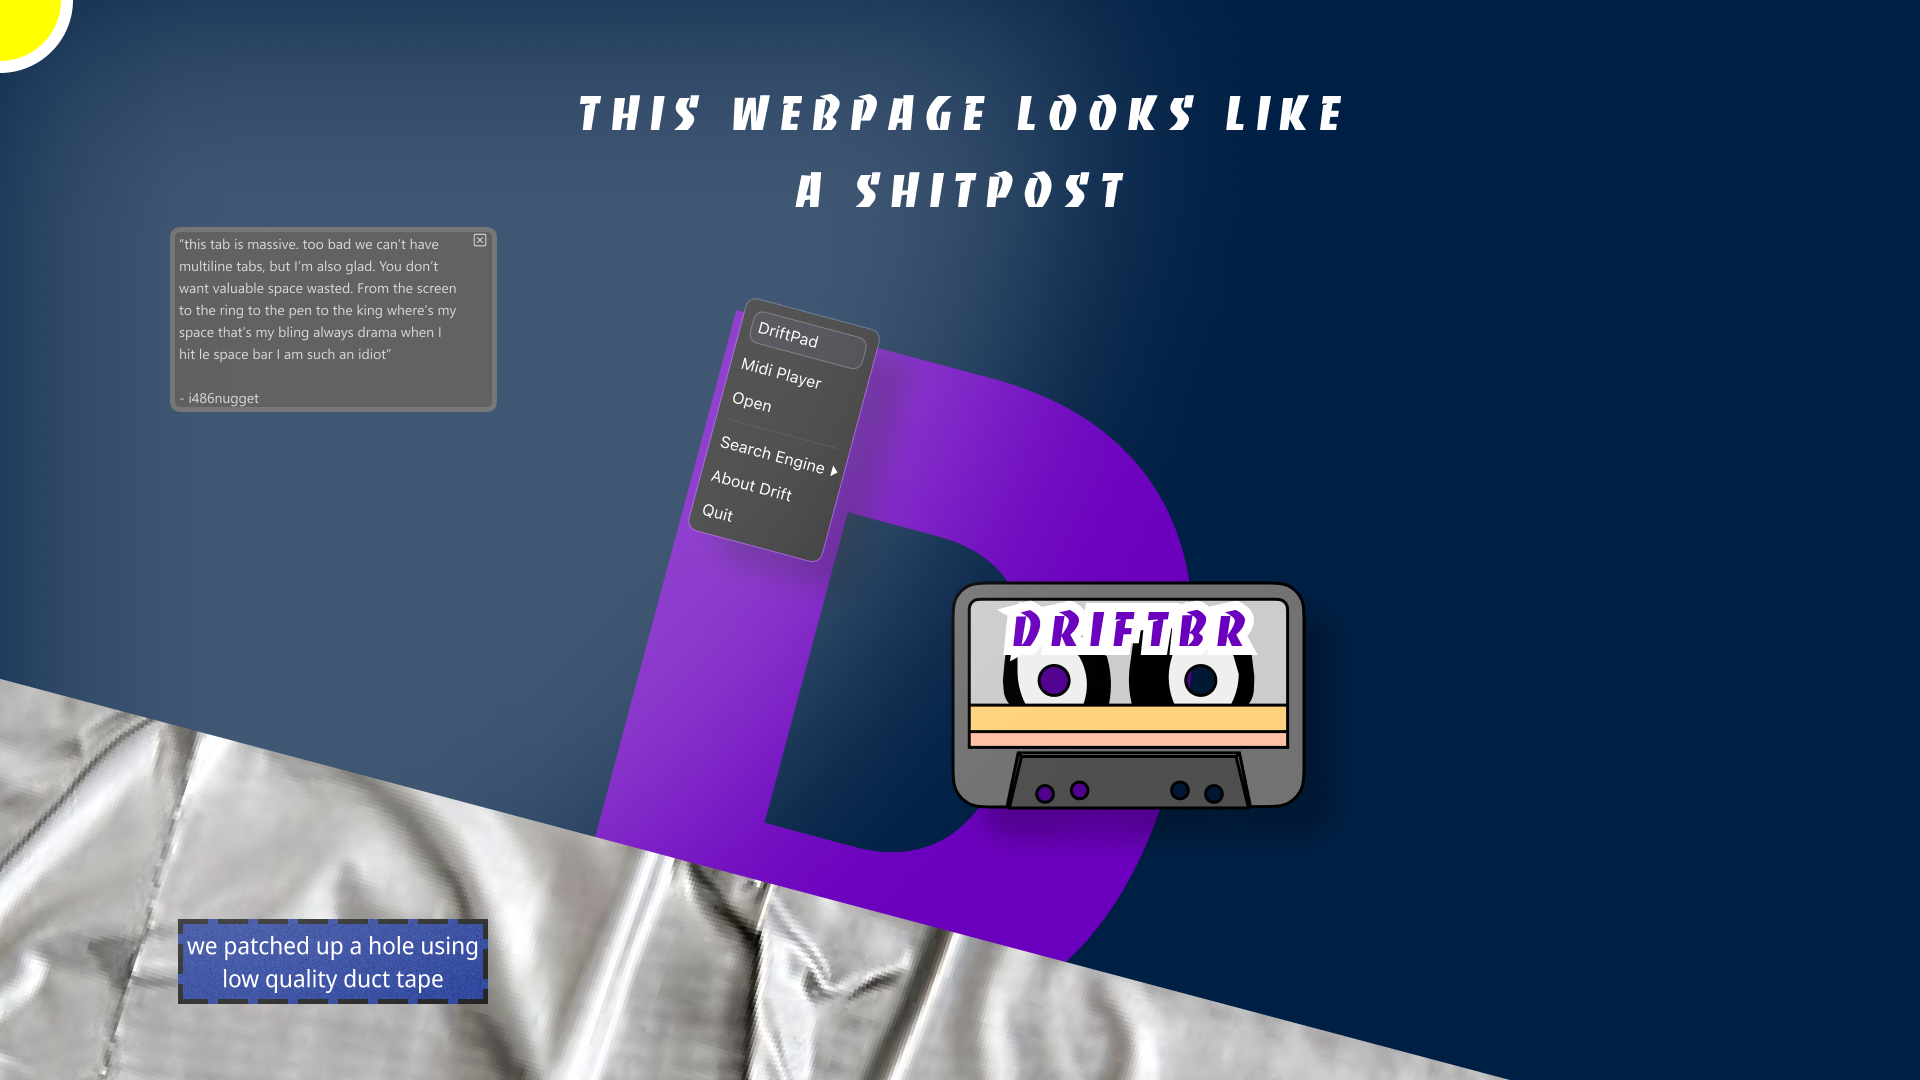 THIS WEBPAGE LOOKS LIKE
A SHITPOST
“this tab is massive. too bad we can’t have
multiline tabs, but I’m also glad. You don’t
want valuable space wasted. From the screen
to the ring to the pen to the king where’s my
space that’s my bling always drama when I
hit le space bar I am such an idiot”
- i486nugget
DriftPad
Midi Player
Open
Search Engine
About Drift
Quit
DRIFTBR
we patched up a hole using
low quality duct tape